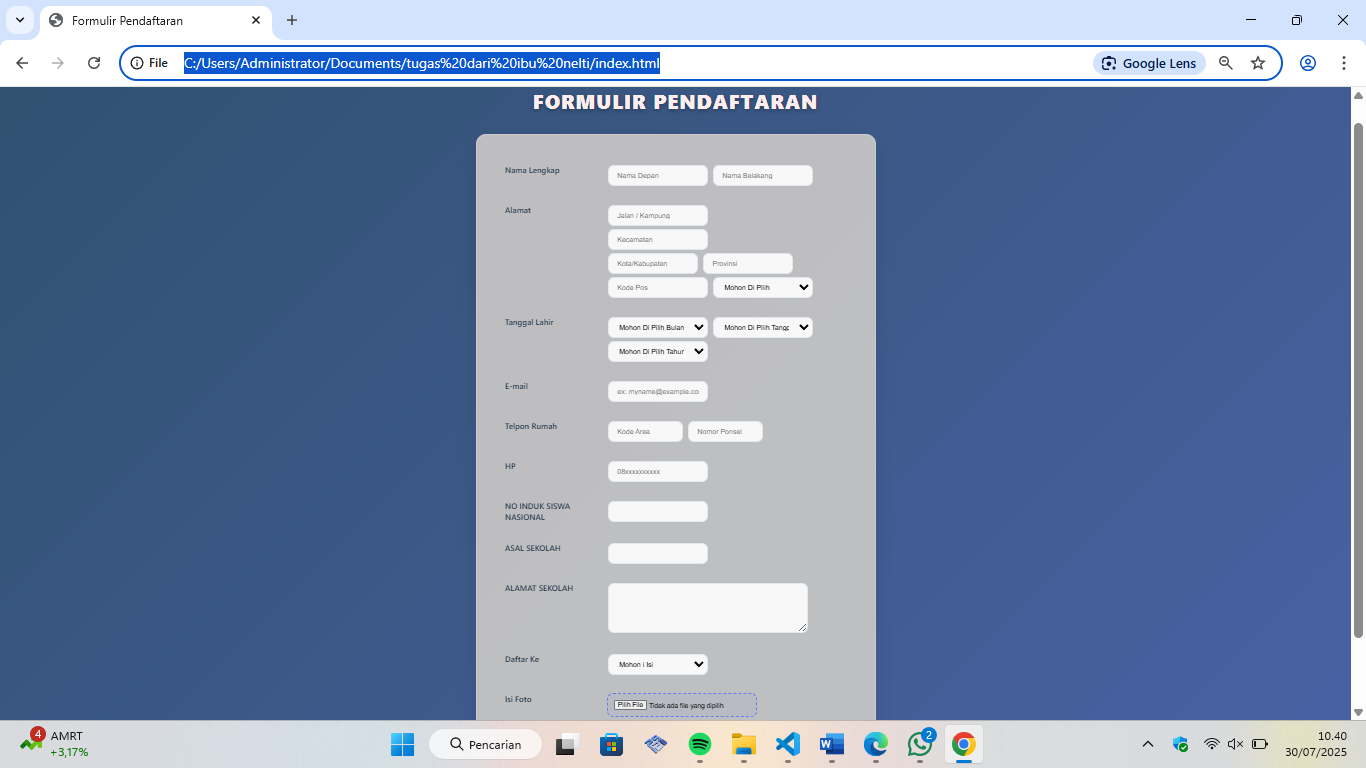 Formulir Pendaftaran
File C:/Users/Administrator/Documents/tugas%20dari%20ibu%20nelti/index.html Google Lens
FORMULIR PENDAFTARAN
Nama Lengkap Nama Depan Nama Belakang
Alamat Jalan / Kampung
Kecamatan
Kota/Kabupaten Provinsi
Kode Pos Mohon Di Pilih
Tanggal Lahir Mohon Di Pilih Bulan Mohon Di Pilih Tangg
Mohon Di Pilih Tahun
E-mail ex: myname@example.co
Telpon Rumah Kode Area Nomor Ponsel
HP 08xxxxxxxxxx
NO INDUK SISWA
NASIONAL
ASAL SEKOLAH
ALAMAT SEKOLAH
Daftar Ke Mohon i Isi
Isi Foto Pilih File Tidak ada file yang dipilih
4 AMRT
+3,17%
Pencarian
2
10.40
30/07/2025